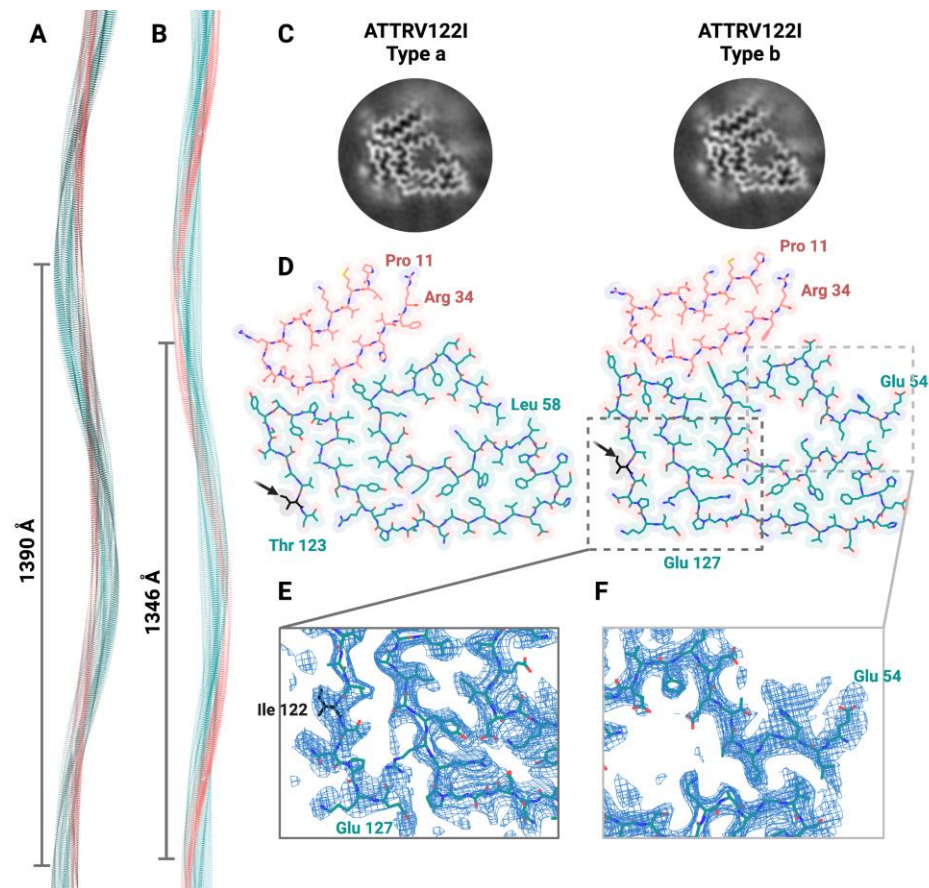 A
B
C
ATTRV122I
Type a
ATTRV122I
Type b
D
Pro 11
Arg 34
Leu 58
Thr 123
Pro 11
Arg 34
Glu 54
Glu 127
1390 Å
1346 Å
E
Ile 122
Glu 127
F
Glu 54